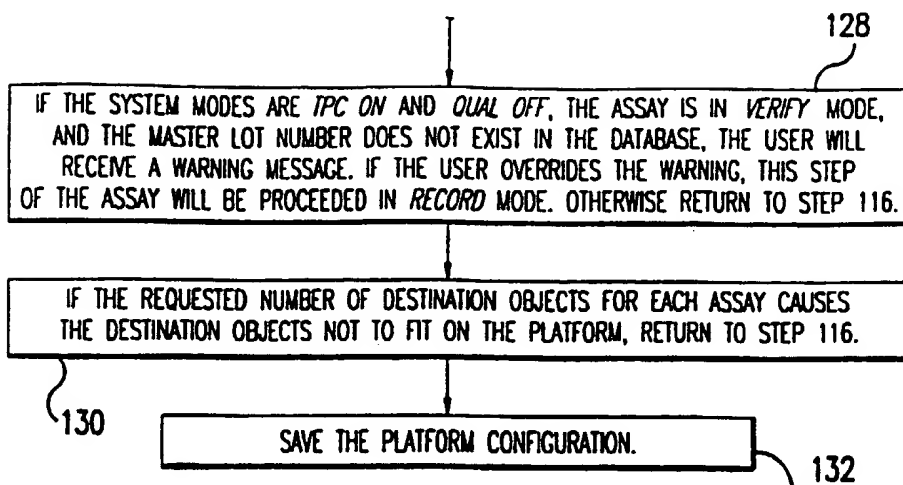 128
IF THE SYSTEM MODES ARE TPC ON AND QUAL OFF, THE ASSAY IS IN VERIFY MODE,
AND THE MASTER LOT NUMBER DOES NOT EXIST IN THE DATABASE, THE USER WILL
RECEIVE A WARNING MESSAGE. IF THE USER OVERRIDES THE WARNING, THIS STEP
OF THE ASSAY WILL BE PROCEEDED IN RECORD MODE. OTHERWISE RETURN TO STEP 116.
IF THE REQUESTED NUMBER OF DESTINATION OBJECTS FOR EACH ASSAY CAUSES
THE DESTINATION OBJECTS NOT TO FIT ON THE PLATFORM, RETURN TO STEP 116.
130
SAVE THE PLATFORM CONFIGURATION.
132